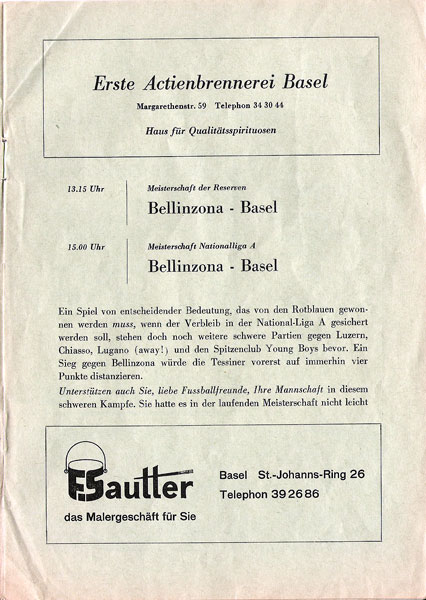 Erste Actienbrennerei Basel
Margarethenstr. 59 Telephon 34 30 44
Haus für Qualitätsspirituosen
13.15 Uhr
Meisterschaft der Reserven
Bellinzona - Basel
15.00 Uhr
Meisterschaft Nationalliga A
Bellinzona - Basel
Ein Spiel von entscheidender Bedeutung, das von den Rotblauen gewon-
nen werden muss, wenn der Verbleib in der National-Liga A gesichert
werden soll, stehen doch noch weitere schwere Partien gegen Luzern,
Chiasso, Lugano (away!) und den Spitzenclub Young Boys bevor. Ein
Sieg gegen Bellinzona würde die Tessiner vorerst auf immerhin vier
Punkte distanzieren.
Unterstützen auch Sie, liebe Fussballfreunde, Ihre Mannschaft in diesem
schweren Kampfe. Sie hatte es in der laufenden Meisterschaft nicht leicht
F. Sautter
das Malergeschäft für Sie
Basel St.-Johanns-Ring 26
Telephon 39 26 86